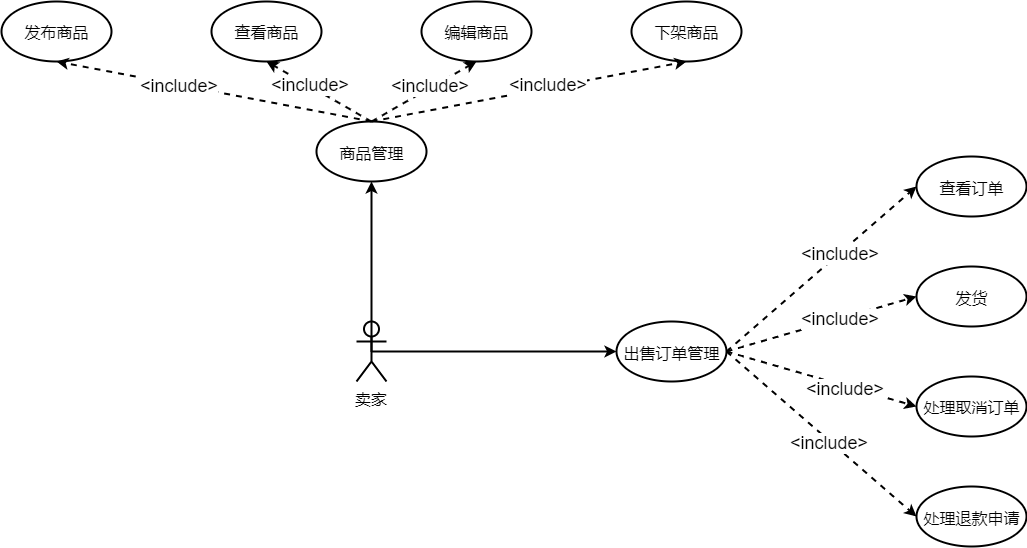 发布商品
查看商品
编辑商品
下架商品
<include>
<include>
<include>
<include>
商品管理
查看订单
<include>
发货
<include>
出售订单管理
<include>
卖家
处理取消订单
<include>
处理退款申请